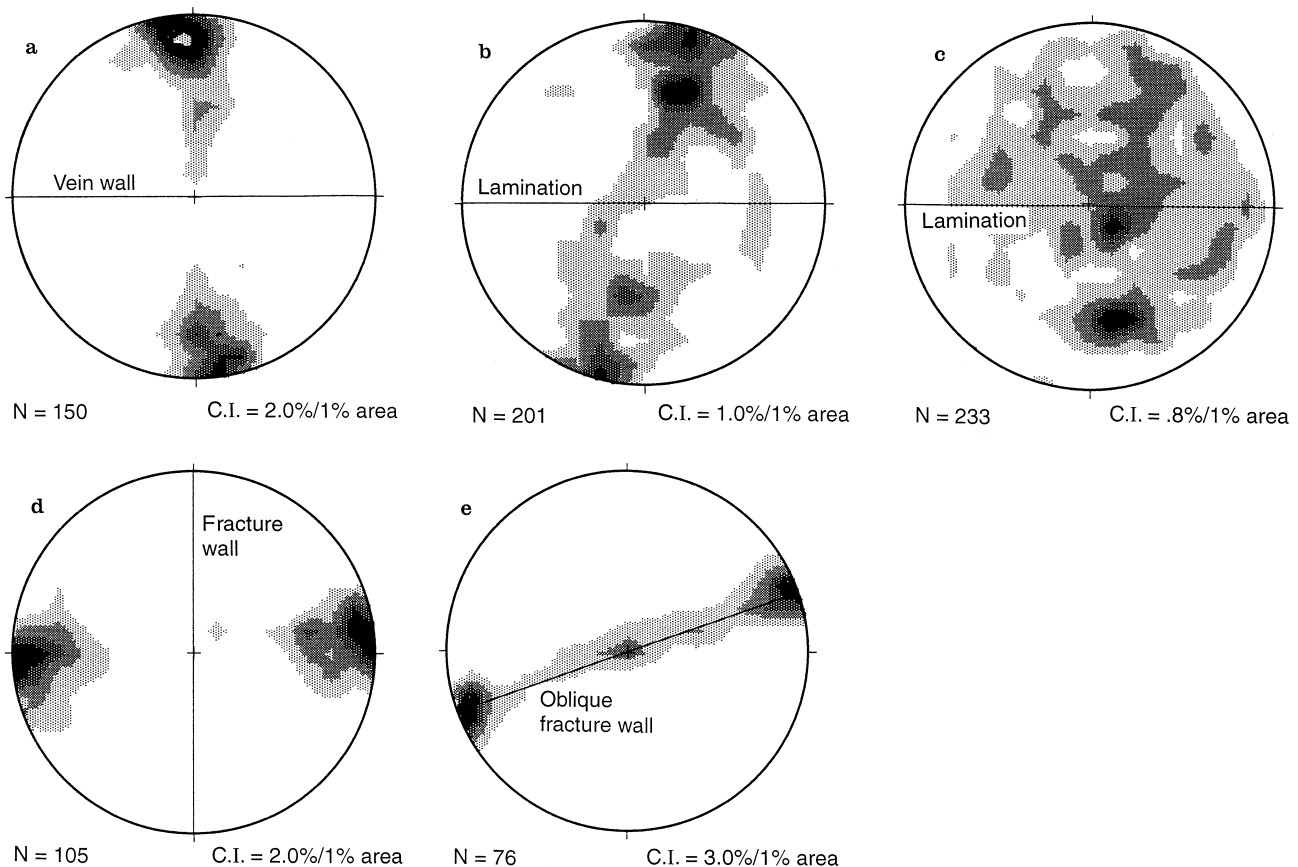 a
Vein wall
N = 150
C.I. = 2.0%/1% area
b
Lamination
N = 201
C.I. = 1.0%/1% area
c
Lamination
N = 233
C.I. = .8%/1% area
d
Fracture
wall
N = 105
C.I. = 2.0%/1% area
e
Oblique
fracture wall
N = 76
C.I. = 3.0%/1% area